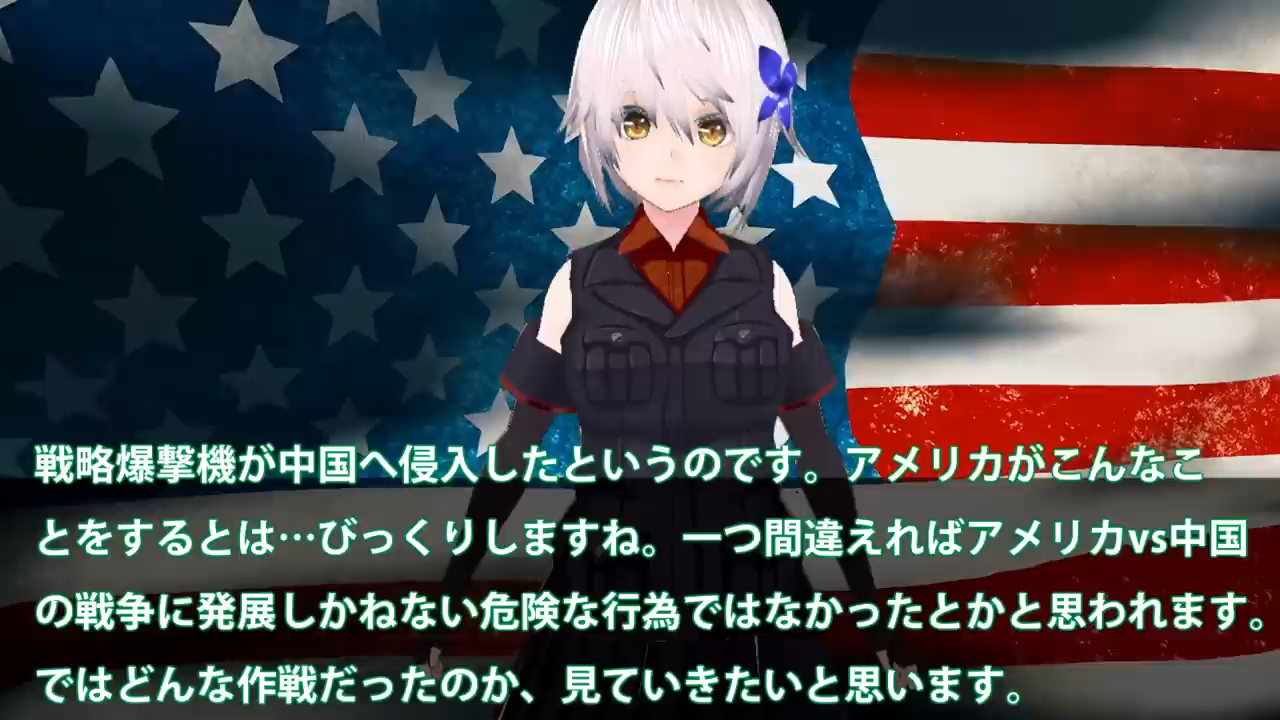 戦略爆撃機が中国へ侵入したというのです。アメリカがこんなこ
とをするとは…びっくりしますね。一つ間違えればアメリカvs中国
の戦争に発展しかねない危険な行為ではなかったとかと思われます。
ではどんな作戦だったのか、見ていきたいと思います。